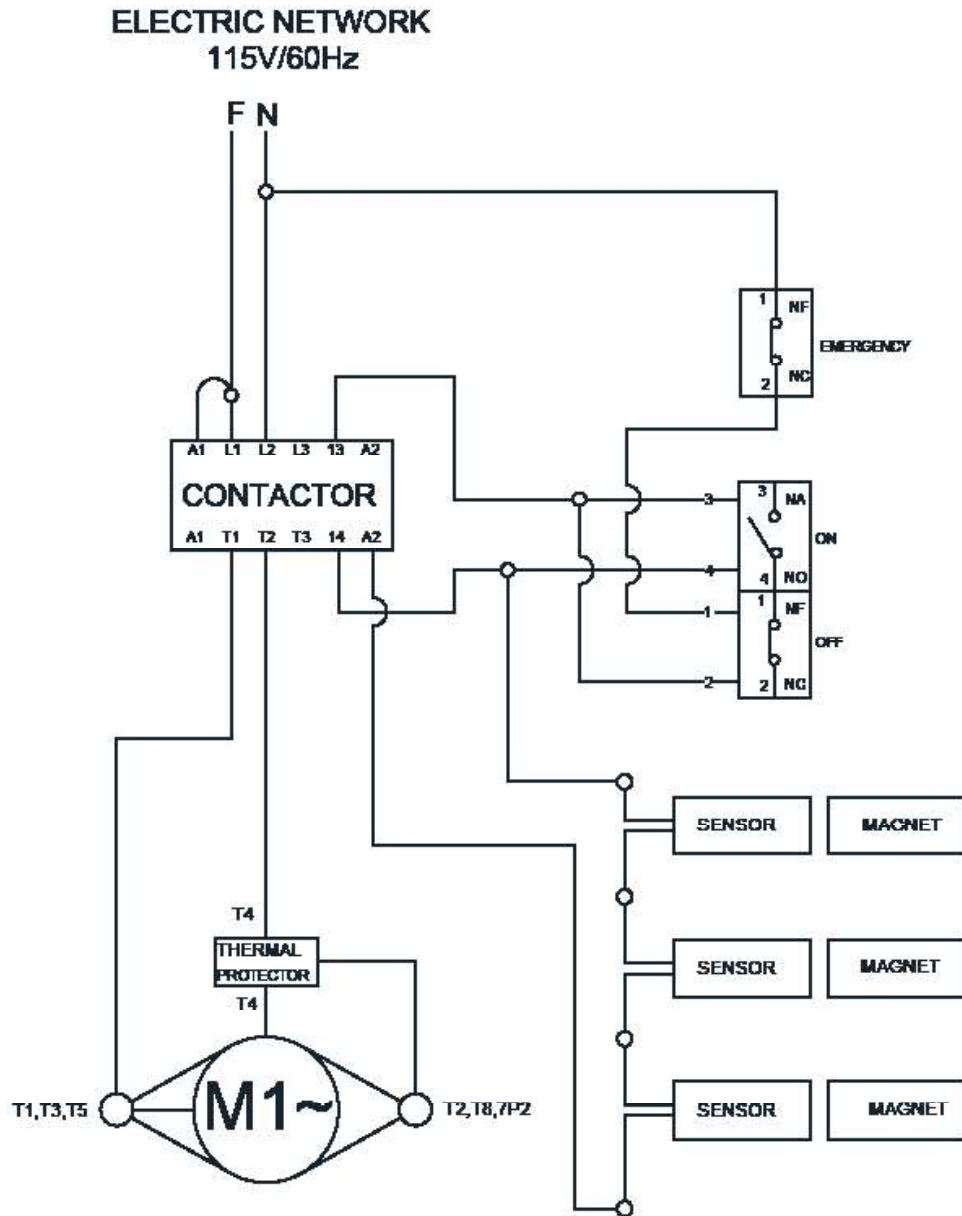 ELECTRIC NETWORK
115V/60Hz
F N
1 NF
EMERGENCY
2 NC
A1 L1 L2 L3 13 A2
CONTACTOR
A1 T1 T2 T3 14 A2
3
3 NA
ON
4
4 NO
1
1 NF
OFF
2
2 NC
SENSOR MAGNET
T4
THERMAL
PROTECTOR
T4
SENSOR MAGNET
M1~
T1,T3,T5
T2,T8,7P2
SENSOR MAGNET